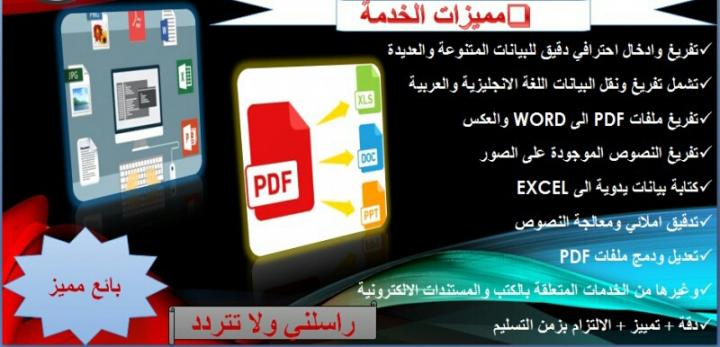 مميزات الخدمة
تفريغ وادخال احترافي دقيق للبيانات المتنوعة والعديدة
تشمل تفريغ ونقل البيانات اللغة الانجليزية والعربية
تفريغ ملفات PDF الى WORD والعكس
تفريغ النصوص الموجودة على الصور
كتابة بيانات يدوية الى EXCEL
تدقيق املائي ومعالجة النصوص
تعديل ودمج ملفات PDF
وغيرها من الخدمات المتعلقة بالكتب والمستندات الالكترونية
دقة + تمييز + الالتزام بزمن التسليم
JPG
PDF
XLS
DOC
PPT
بائع مميز
راسلني ولا تتردد